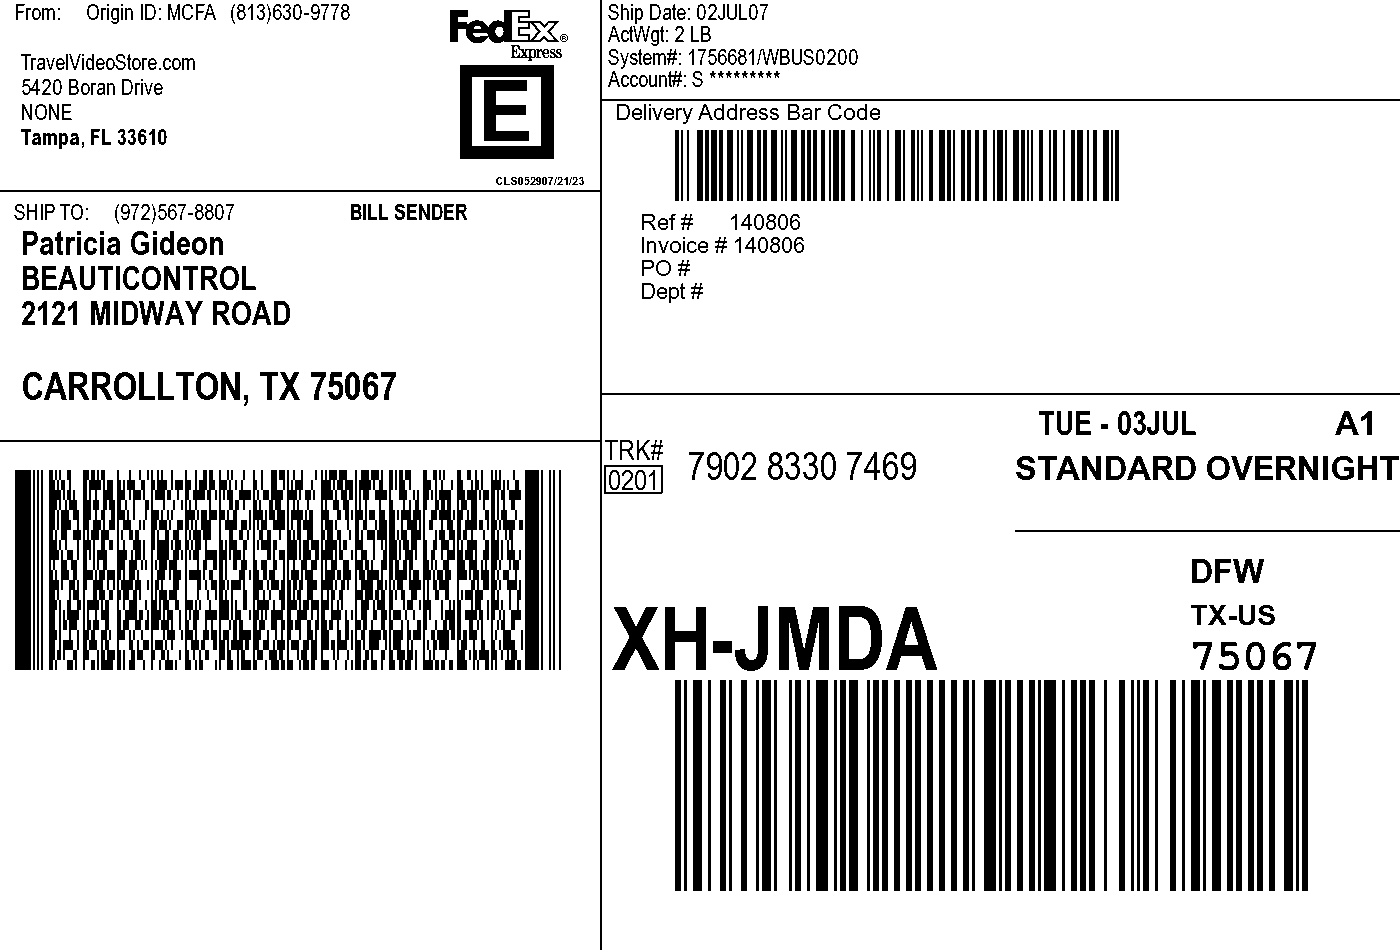 From: Origin ID: MCFA (813)630-9778
TravelVideoStore.com
5420 Boran Drive
NONE
Tampa, FL 33610
FedEx®
Express
E
CLS052907/21/23
Ship Date: 02JUL07
ActWgt: 2 LB
System#: 1756681/WBUS0200
Account#: S *********
Delivery Address Bar Code
Ref # 140806
Invoice # 140806
PO #
Dept #
SHIP TO: (972)567-8807 BILL SENDER
Patricia Gideon
BEAUTICONTROL
2121 MIDWAY ROAD
CARROLLTON, TX 75067
TUE - 03JUL A1
STANDARD OVERNIGHT
TRK#
0201
7902 8330 7469
DFW
TX-US
75067
XH-JMDA